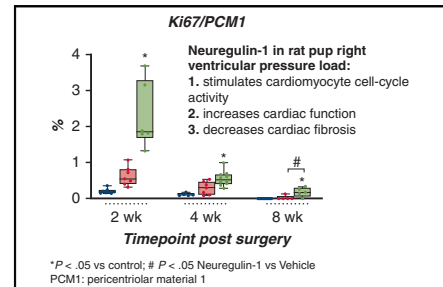 Ki67/PCM1
Neuregulin-1 in rat pup right
ventricular pressure load:
1. stimulates cardiomyocyte cell-cycle
activity
2. increases cardiac function
3. decreases cardiac fibrosis
%
4
3
2
1
0
*
*
#
*
2 wk
4 wk
8 wk
Timepoint post surgery
*P < .05 vs control; # P < .05 Neuregulin-1 vs Vehicle
PCM1: pericentriolar material 1